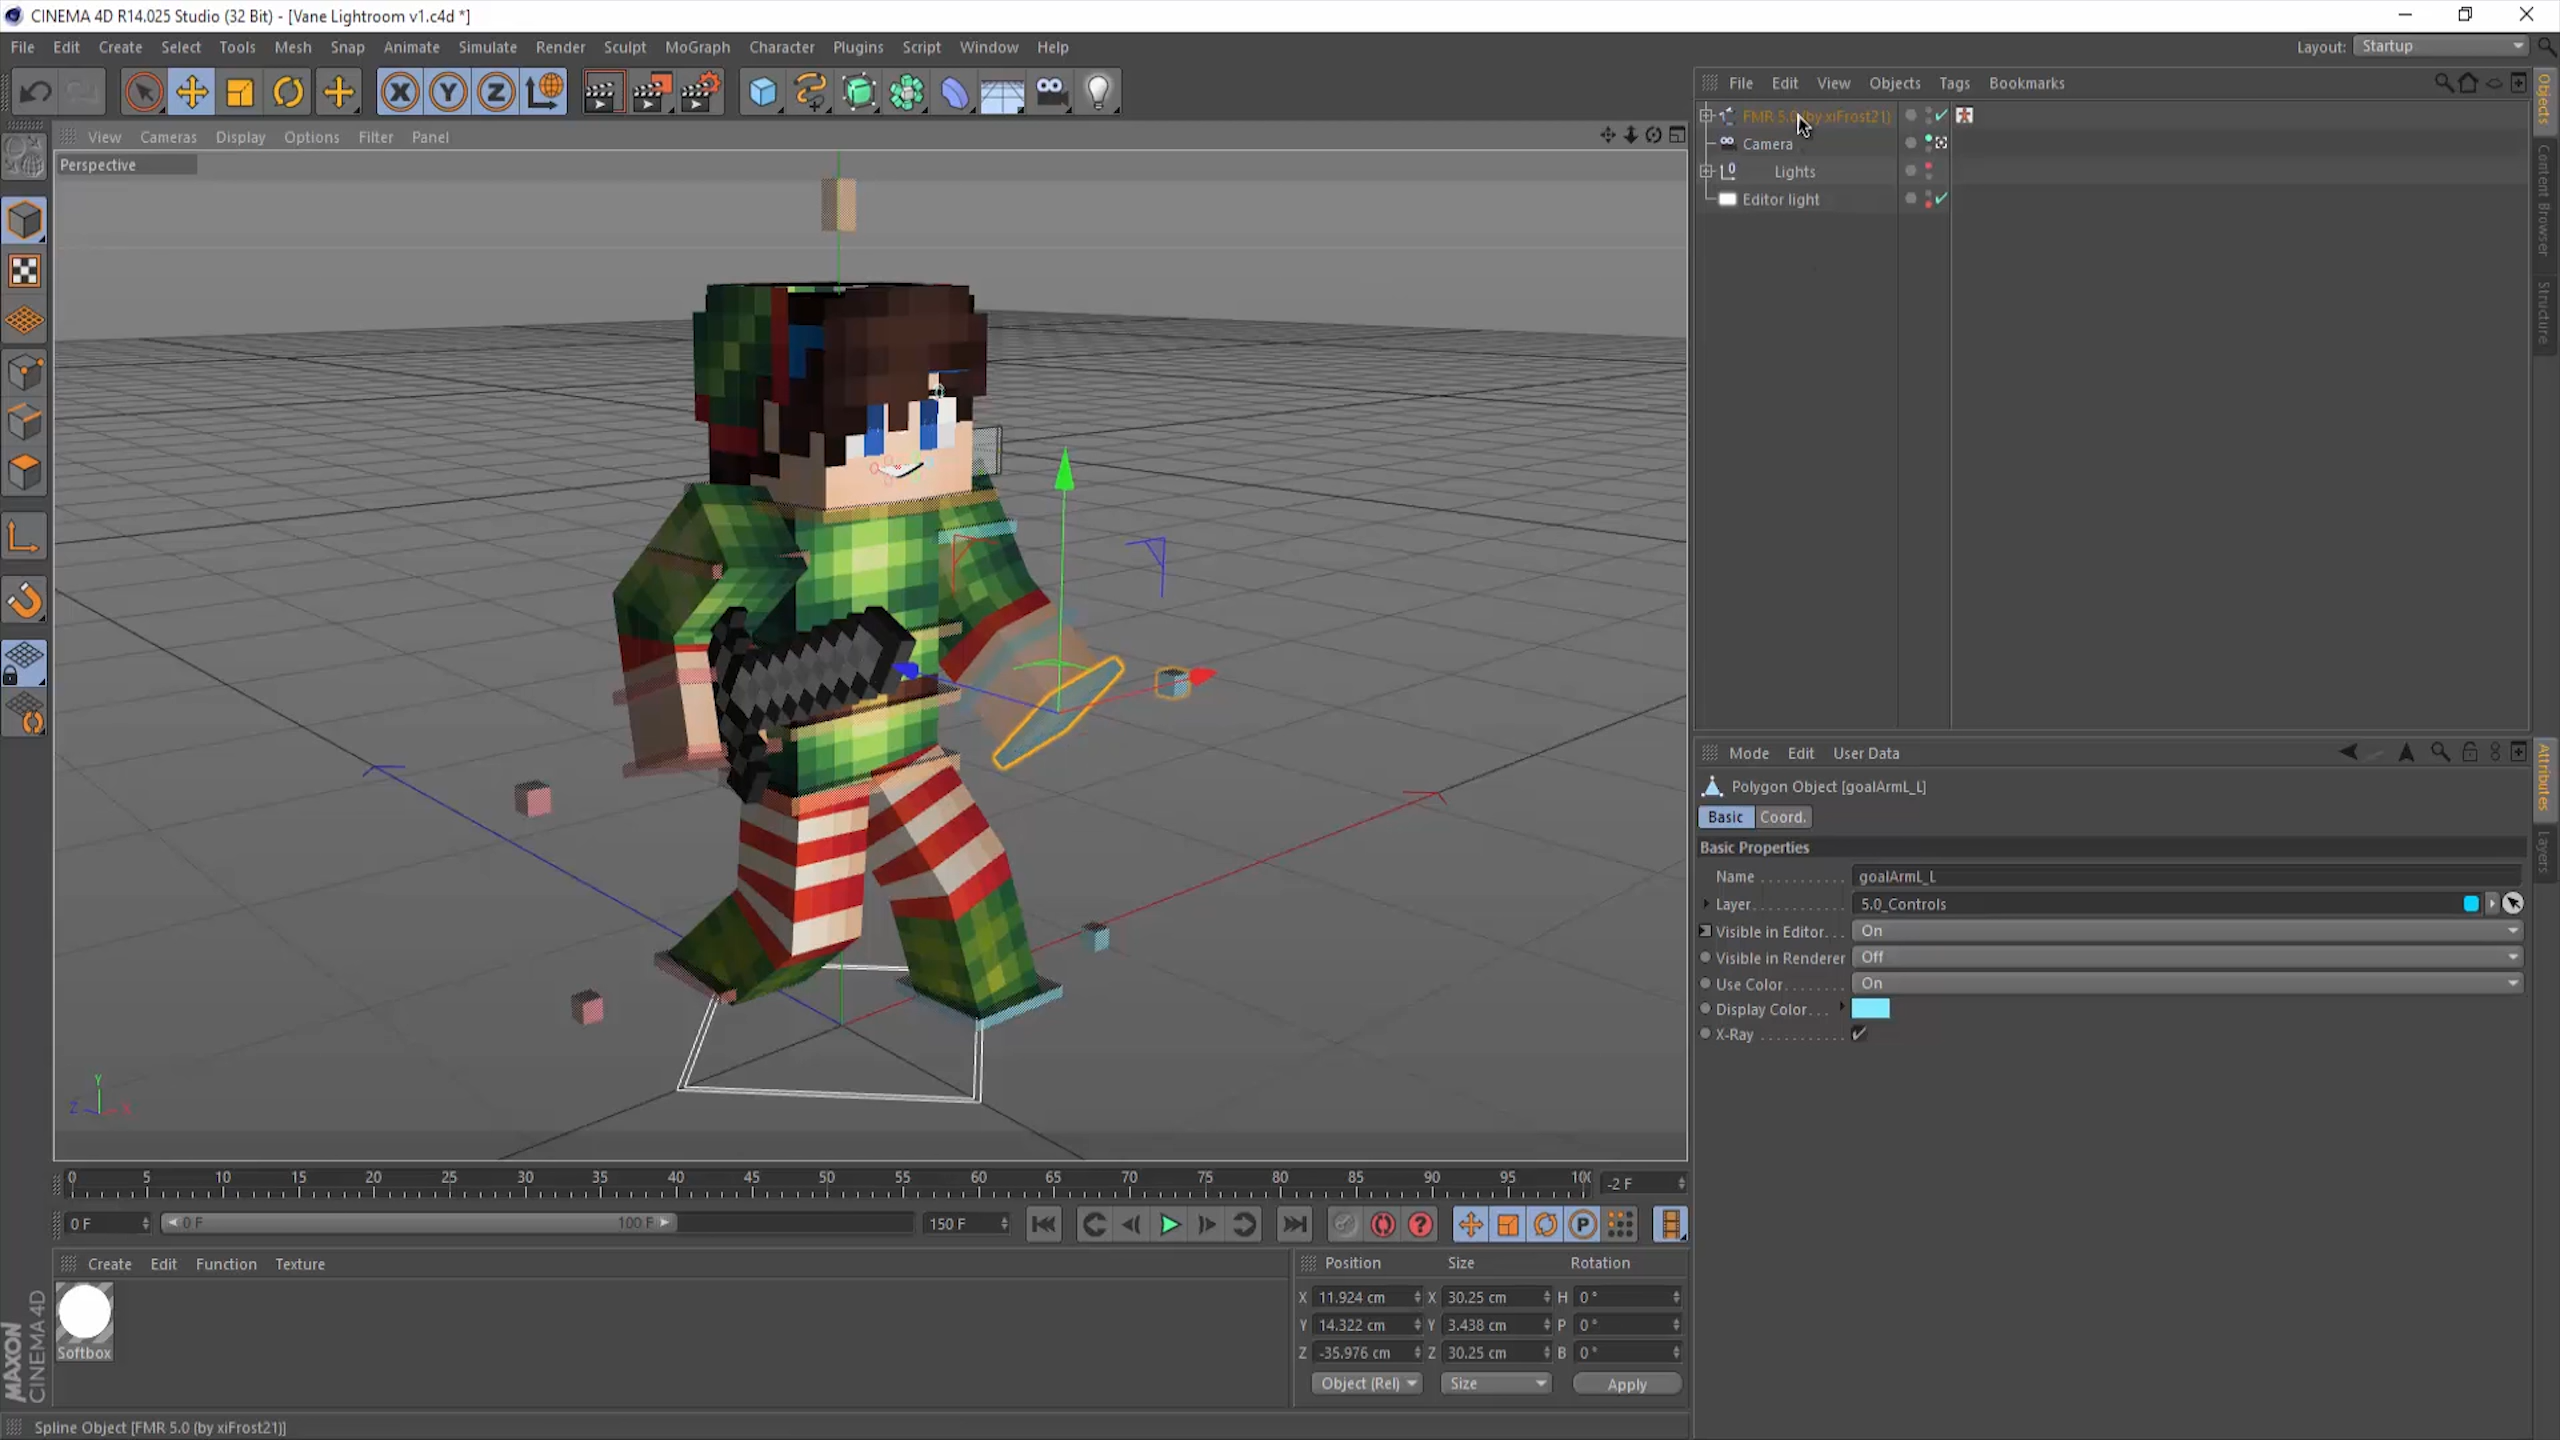 CINEMA 4D R14.025 Studio (32 Bit) - [Vane Lightroom v1.c4d *]
File Edit Create Select Tools Mesh Snap Animate Simulate Render Sculpt MoGraph Character Plugins Script Window Help
Layout: Startup
File Edit View Objects Tags Bookmarks
View Cameras Display Options Filter Panel
Perspective
FMR 5.0 (by xiFrost21)
Camera
Lights
Editor light
Objects
Content Browser
Structure
Mode Edit User Data
Polygon Object [goalArmL_L]
Basic Coord.
Basic Properties
Name goalArmL_L
Layer 5.0_Controls
Visible in Editor On
Visible in Renderer Off
Use Color On
Display Color
X-Ray
Attributes
Layers
Y
Z X
0 5 10 15 20 25 30 35 40 45 50 55 60 65 70 75 80 85 90 95 100
-2 F
0 F 0 F 100 F 150 F
Create Edit Function Texture
Softbox
MAXON
CINEMA 4D
Position Size Rotation
X 11.924 cm X 30.25 cm H 0 °
Y 14.322 cm Y 3.438 cm P 0 °
Z -35.976 cm Z 30.25 cm B 0 °
Object (Rel) Size Apply
Spline Object [FMR 5.0 (by xiFrost21)]